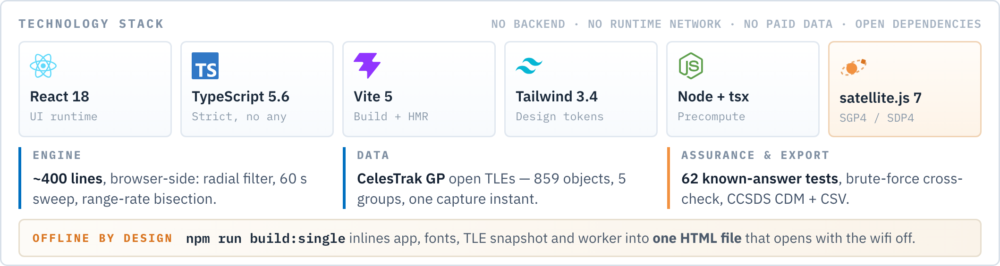 TECHNOLOGY STACK
NO BACKEND · NO RUNTIME NETWORK · NO PAID DATA · OPEN DEPENDENCIES
TS
JS
React 18
UI runtime
TypeScript 5.6
Strict, no any
Vite 5
Build + HMR
Tailwind 3.4
Design tokens
Node + tsx
Precompute
satellite.js 7
SGP4 / SDP4
ENGINE
~400 lines, browser-side: radial filter, 60 s
sweep, range-rate bisection.
DATA
CelesTrak GP open TLEs — 859 objects, 5
groups, one capture instant.
ASSURANCE & EXPORT
62 known-answer tests, brute-force cross-
check, CCSDS CDM + CSV.
OFFLINE BY DESIGN npm run build:single inlines app, fonts, TLE snapshot and worker into one HTML file that opens with the wifi off.